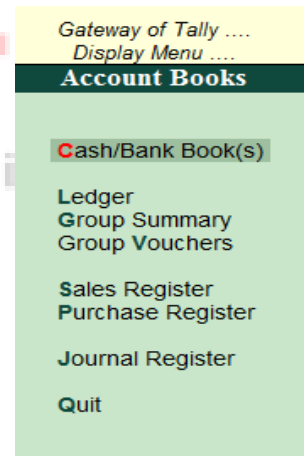 Gateway of Tally ....
Display Menu ....
Account Books
Cash/Bank Book(s)
Ledger
Group Summary
Group Vouchers
Sales Register
Purchase Register
Journal Register
Quit